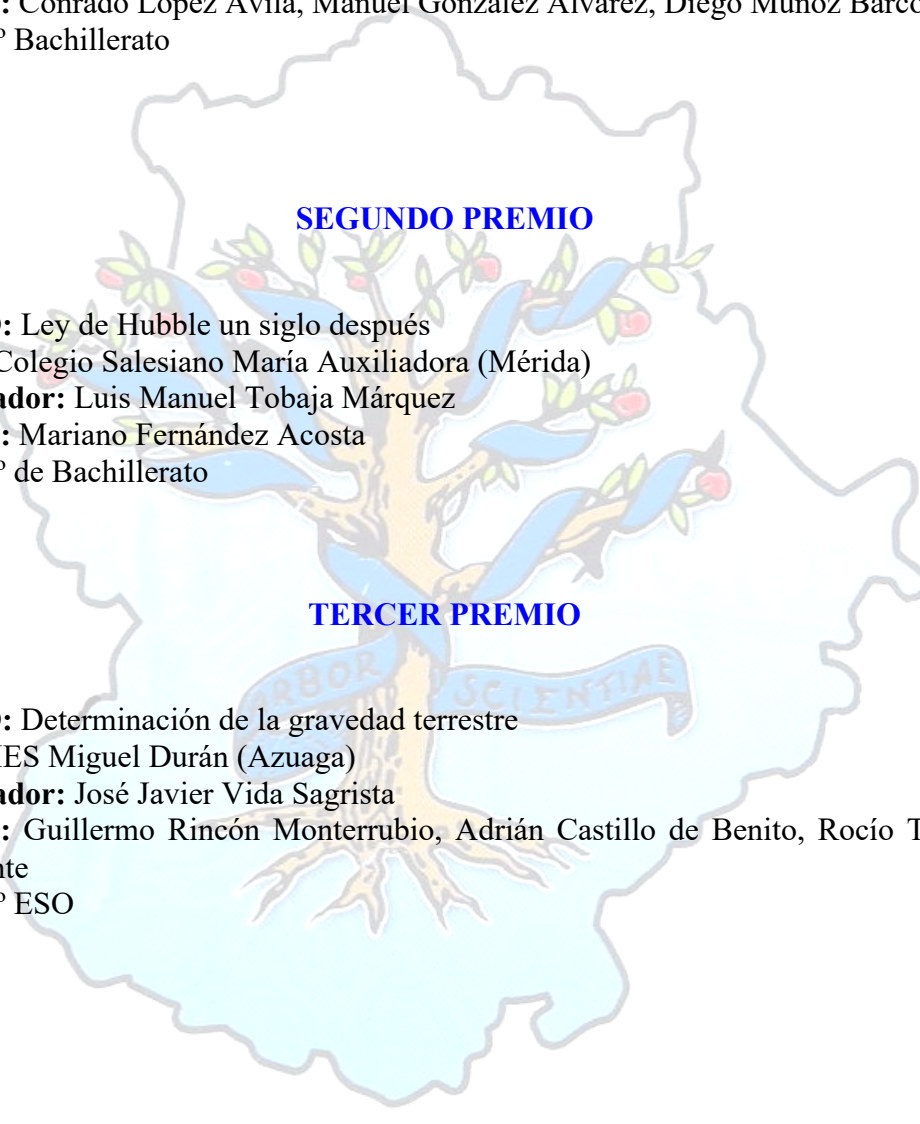 : Conrado López Ávila, Manuel González Álvarez, Diego Muñoz
º Bachillerato
SEGUNDO PREMIO
: Ley de Hubble un siglo después
Colegio Salesiano María Auxiliadora (Mérida)
ador: Luis Manuel Tobaja Márquez
: Mariano Fernández Acosta
º de Bachillerato
TERCER PREMIO
ARBOR SCIENTIAE
: Determinación de la gravedad terrestre
IES Miguel Durán (Azuaga)
ador: José Javier Vida Sagrista
: Guillermo Rincón Monterrubio, Adrián Castillo de Benito, Rocío T
nte
º ESO